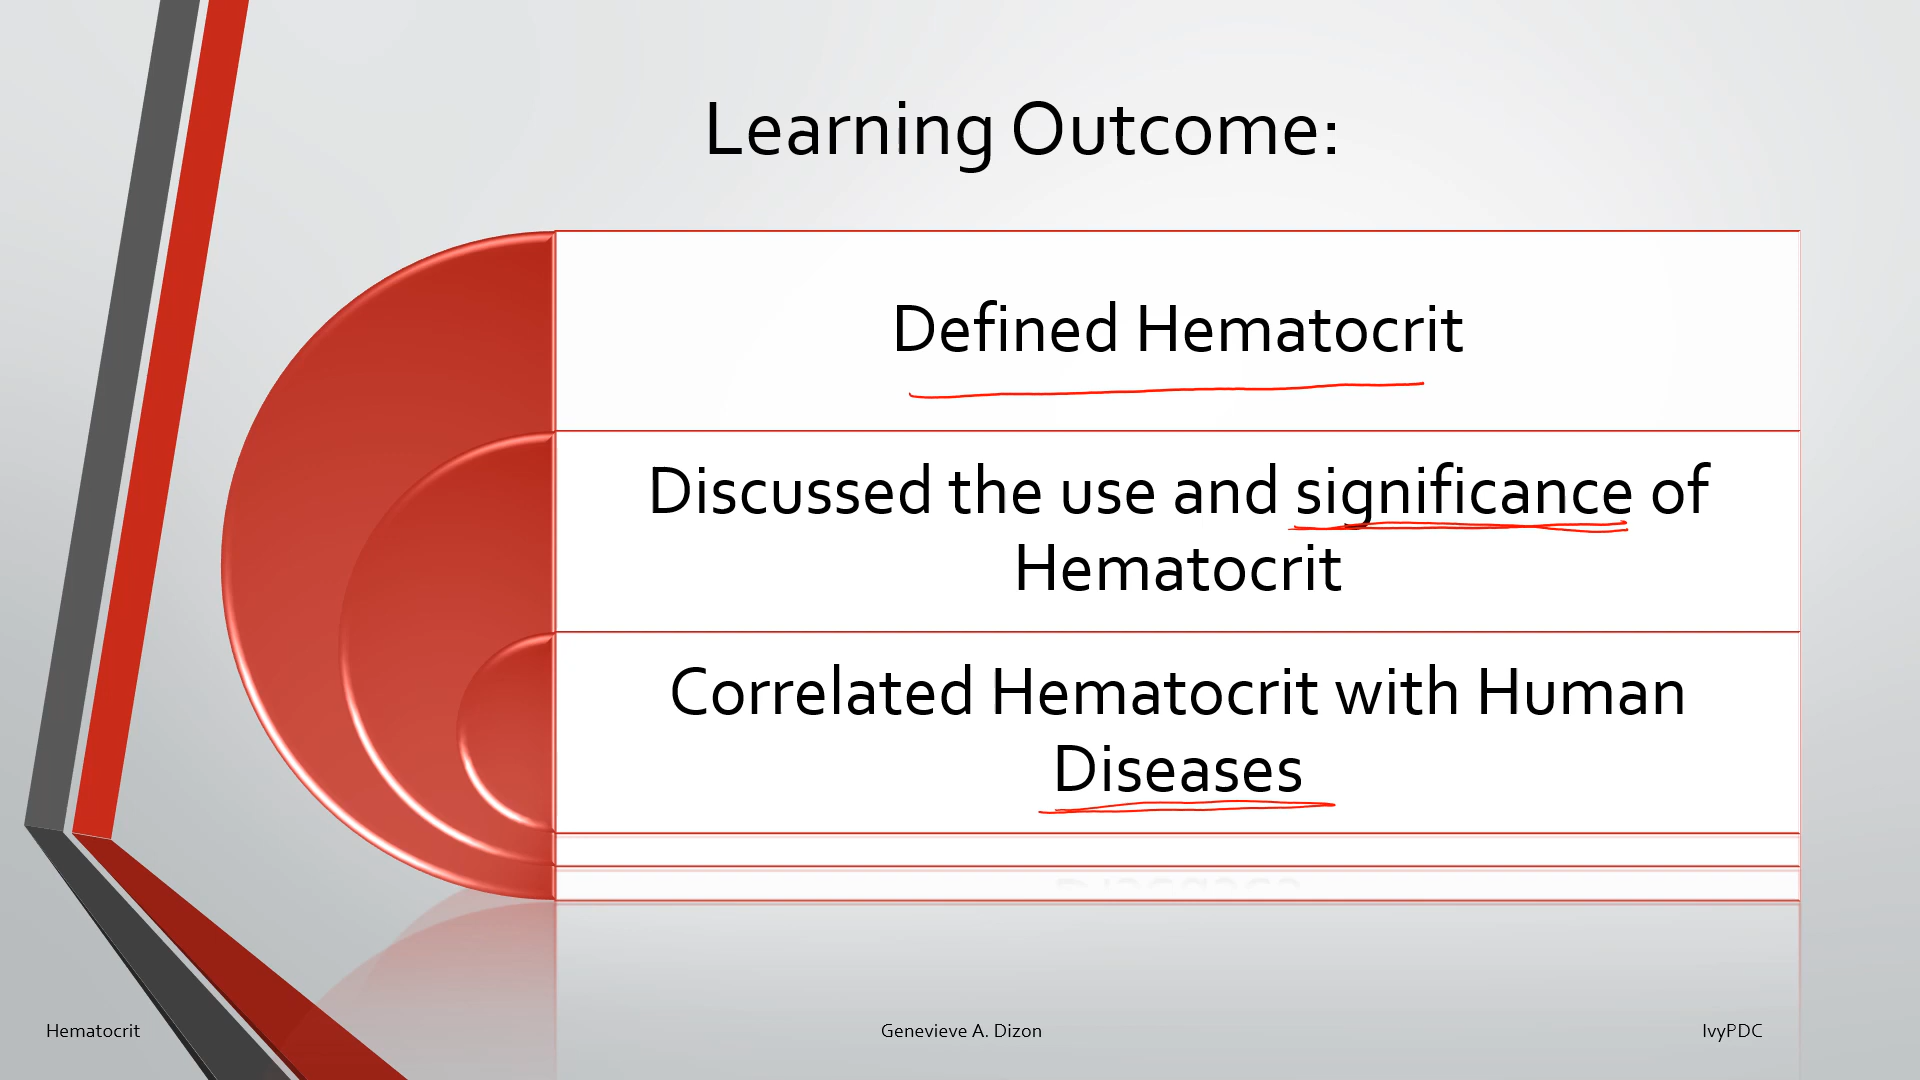 Learning Outcome:
Defined Hematocrit
Discussed the use and significance of
Hematocrit
Correlated Hematocrit with Human
Diseases
Hematocrit
Genevieve A. Dizon
IvyPDC